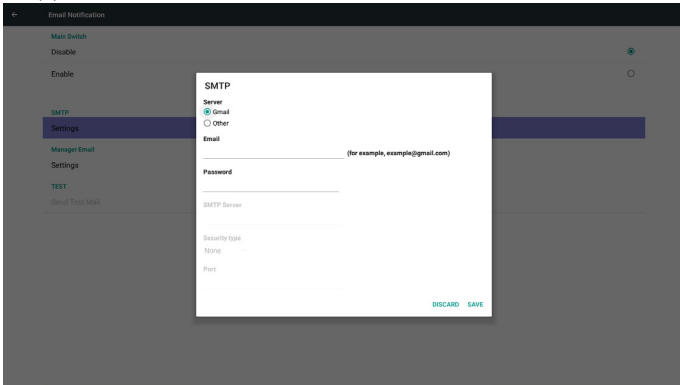 Email Notification
Main Switch
Disable
Enable
SMTP
Settings
Manager Email
Settings
TEST
Send Test Mail
SMTP
Server
Gmail
Other
Email
(for example, example@gmail.com)
Password
SMTP Server
Security type
None
Port
DISCARD SAVE